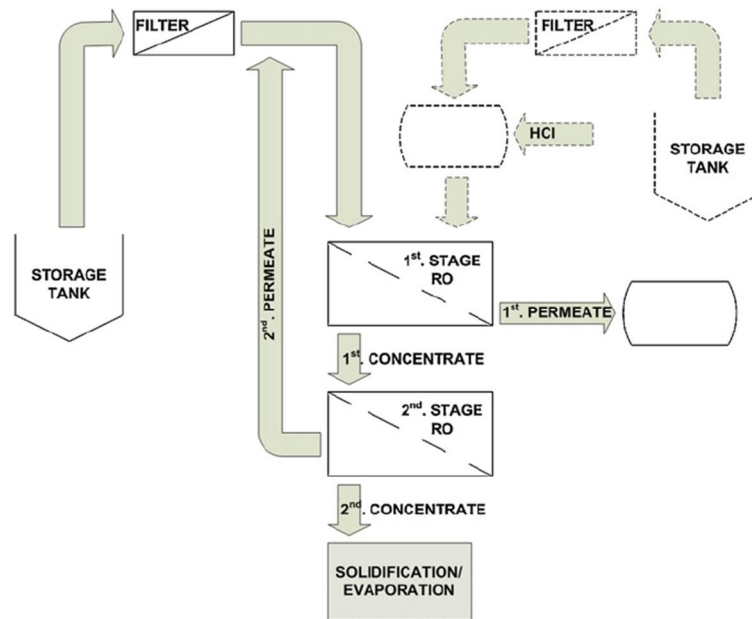 FILTER
FILTER
HCl
STORAGE
TANK
STORAGE
TANK
2nd. PERMEATE
1st. STAGE
RO
1st. PERMEATE
1st. CONCENTRATE
2nd. STAGE
RO
2nd. CONCENTRATE
SOLIDIFICATION/
EVAPORATION